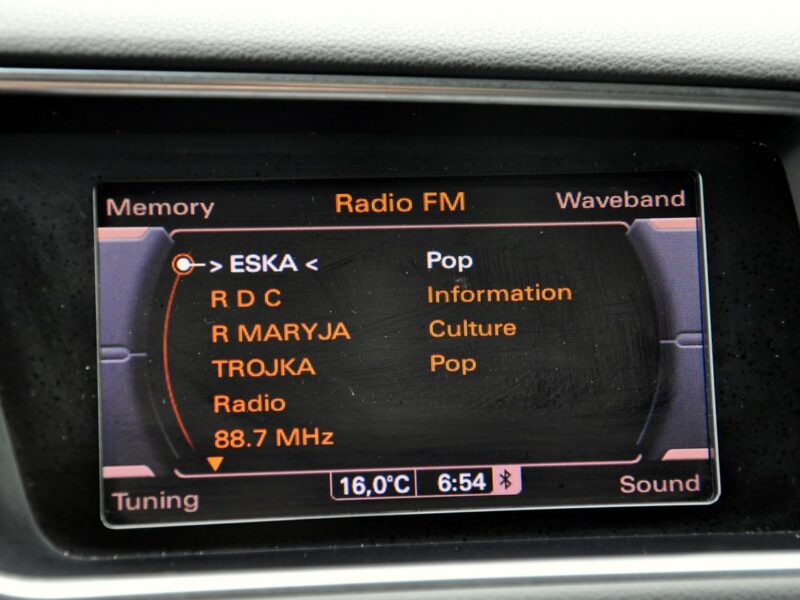 Memory Radio FM Waveband
> ESKA < Pop
R D C Information
R MARYJA Culture
TROJKA Pop
Radio
88.7 MHz
16,0°C 6:54
Tuning Sound